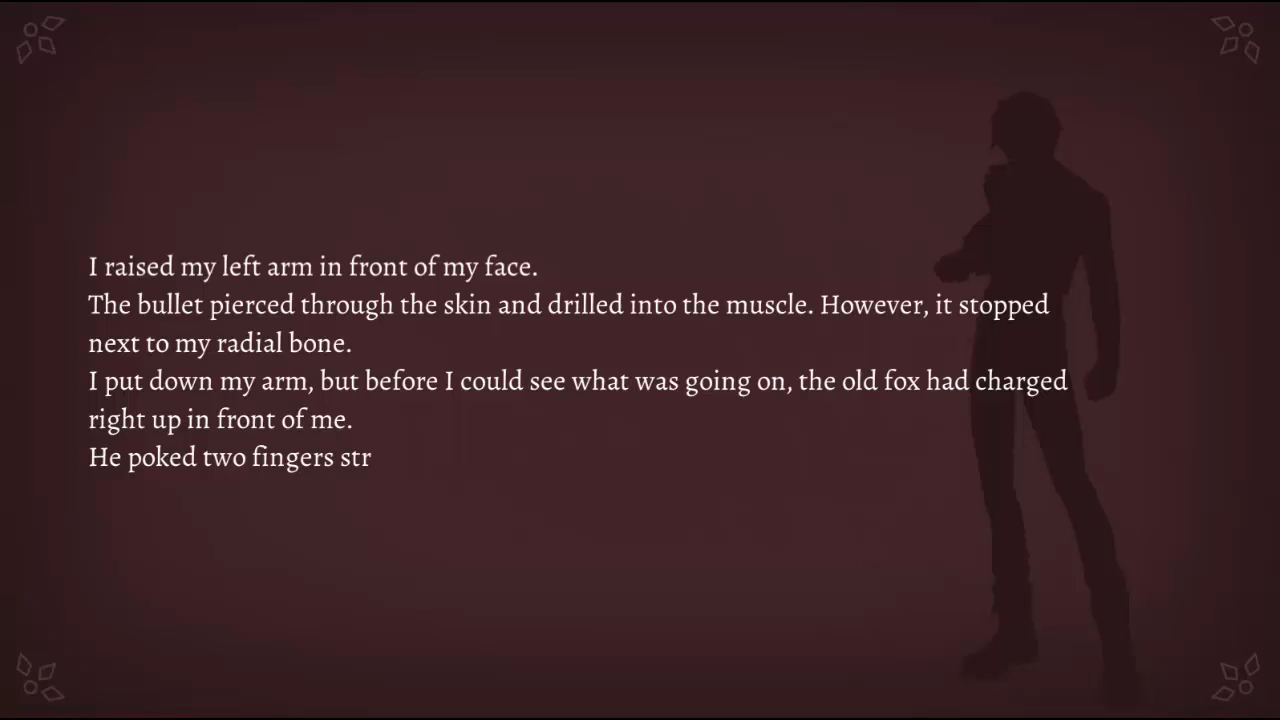 I raised my left arm in front of my face.
The bullet pierced through the skin and drilled into the muscle. However, it stopped
next to my radial bone.
I put down my arm, but before I could see what was going on, the old fox had charged
right up in front of me.
He poked two fingers str